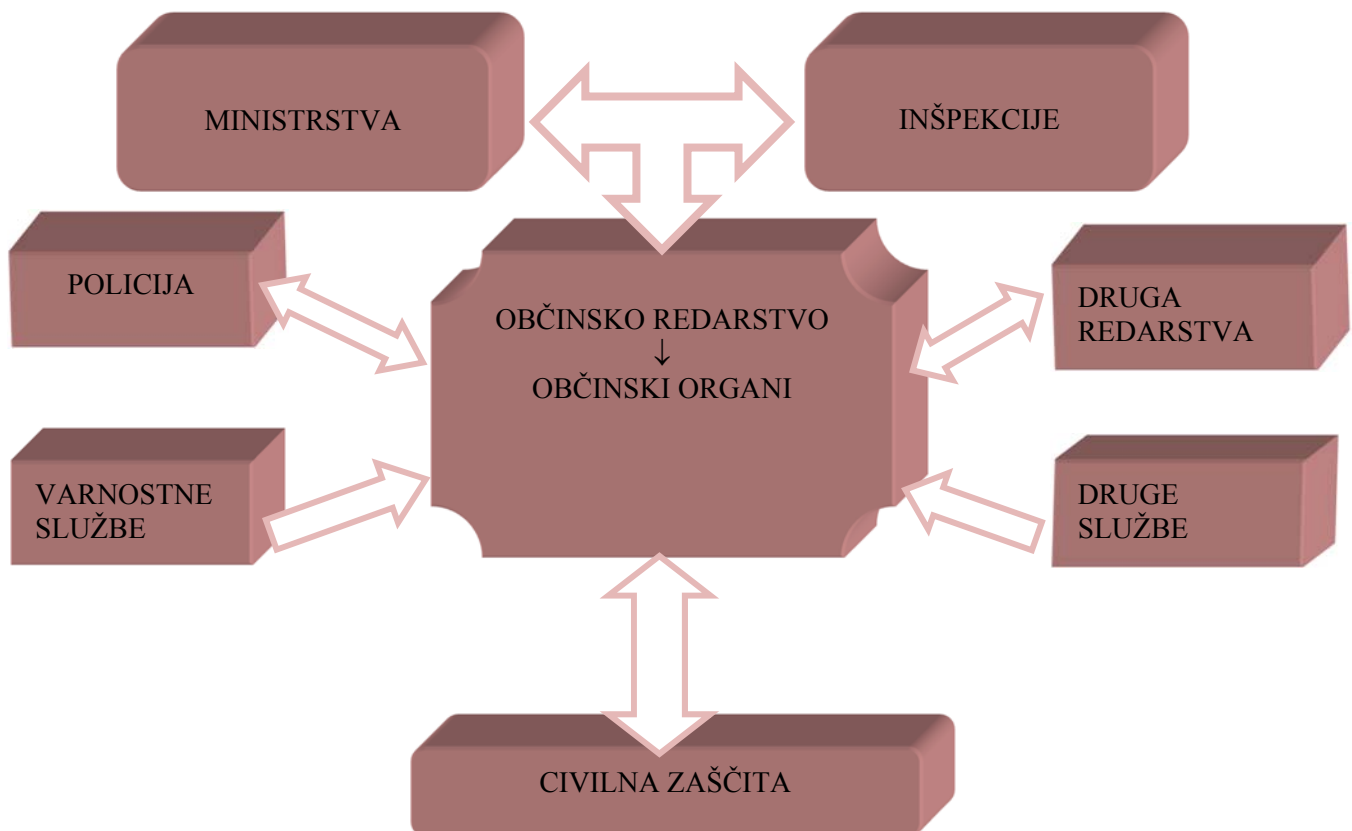 MINISTRSTVA
INŠPEKCIJE
POLICIJA
OBČINSKO REDARSTVO
↓
OBČINSKI ORGANI
DRUGA
REDARSTVA
VARNOSTNE
SLUŽBE
DRUGE
SLUŽBE
CIVILNA ZAŠČITA